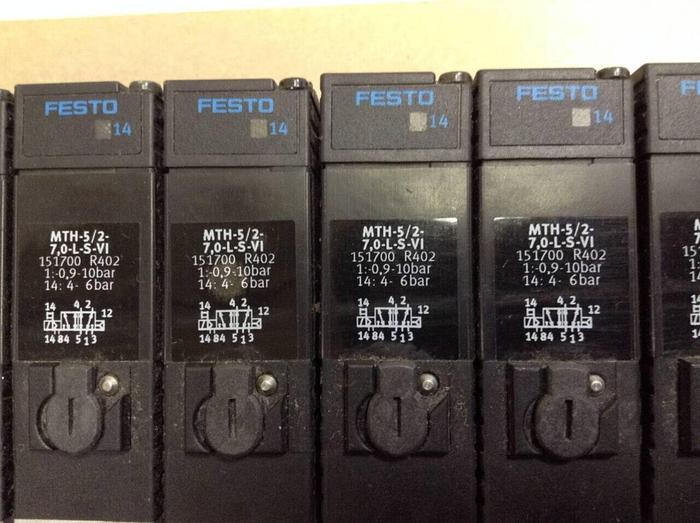 FESTO
14
MTH-5/2-
7,0-L-S-VI
151700 R402
1:-0,9-10bar
14: 4- 6bar
14 4 2 12
14 84 5 1 3
FESTO
14
MTH-5/2-
7,0-L-S-VI
151700 R402
1:-0,9-10bar
14: 4- 6bar
14 4 2 12
14 84 5 1 3
FESTO
14
MTH-5/2-
7,0-L-S-VI
151700 R402
1:-0,9-10bar
14: 4- 6bar
14 4 2 12
14 84 5 1 3
FESTO
14
MTH-5/2-
7,0-L-S-VI
151700 R402
1:-0,9-10bar
14: 4- 6bar
14 4 2 12
14 84 5 1 3